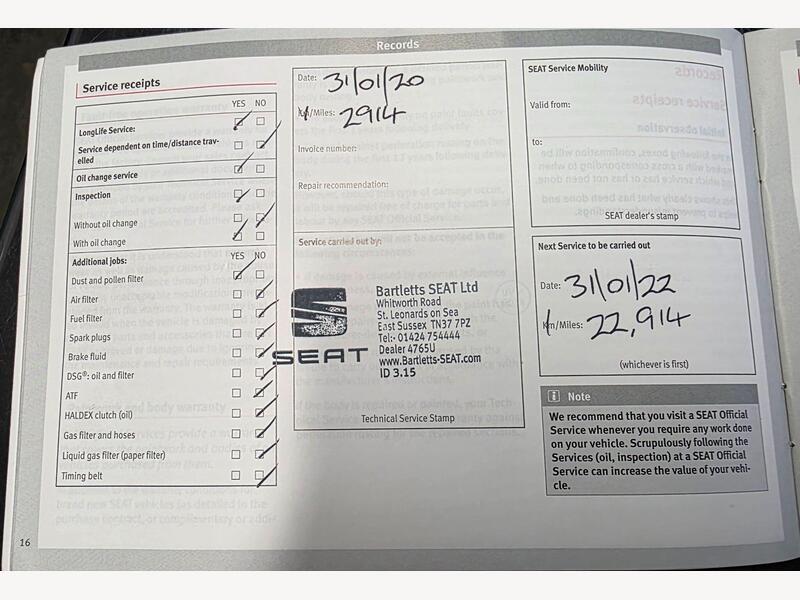 Records
Service receipts
YES NO
LongLife Service:
Service dependent on time/distance trav-
elled
Oil change service
Inspection
Without oil change
With oil change
Additional jobs: YES NO
Dust and pollen filter
Air filter
Fuel filter
Spark plugs
Brake fluid
DSG®: oil and filter
ATF
HALDEX clutch (oil)
Gas filter and hoses
Liquid gas filter (paper filter)
Timing belt
16
Date: 31/01/20
Km/Miles: 2914
Invoice number:
Repair recommendation:
Service carried out by:
SEAT
Bartletts SEAT Ltd
Whitworth Road
St. Leonards on Sea
East Sussex TN37 7PZ
Tel:- 01424 754444
Dealer 4765U
www.Bartletts-SEAT.com
ID 3.15
Technical Service Stamp
SEAT Service Mobility
Valid from:
to:
SEAT dealer's stamp
Next Service to be carried out
Date: 31/01/22
Km/Miles: 22,914
(whichever is first)
i Note
We recommend that you visit a SEAT Official
Service whenever you require any work done
on your vehicle. Scrupulously following the
Services (oil, inspection) at a SEAT Official
Service can increase the value of your vehi-
cle.